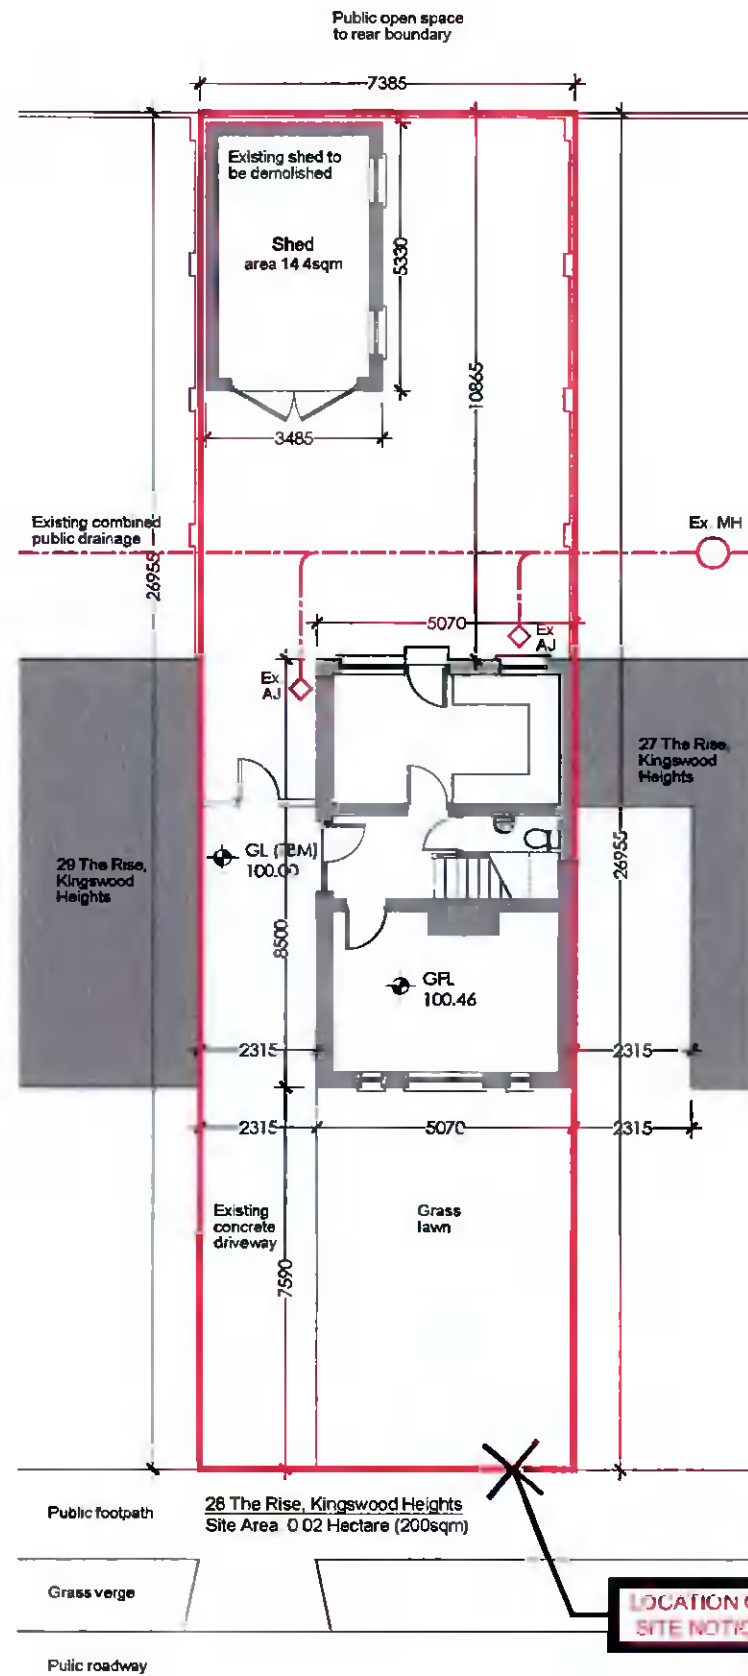 Public open space
to rear boundary
7385
Existing shed to
be demolished
Shed
area 14 4sqm
5330
10865
3485
Existing combined
public drainage
26955
Ex. MH
5070
Ex
AJ
Ex
AJ
27 The Rise,
Kingswood
Heights
GL (TBM)
100.00
29 The Rise,
Kingswood
Heights
26955
8500
GFL
100.46
2315
2315
2315
5070
2315
Existing
concrete
driveway
Grass
lawn
7590
Public footpath
28 The Rise, Kingswood Heights
Site Area 0 02 Hectare (200sqm)
Grass verge
LOCATION
SITE
Pulic roadway